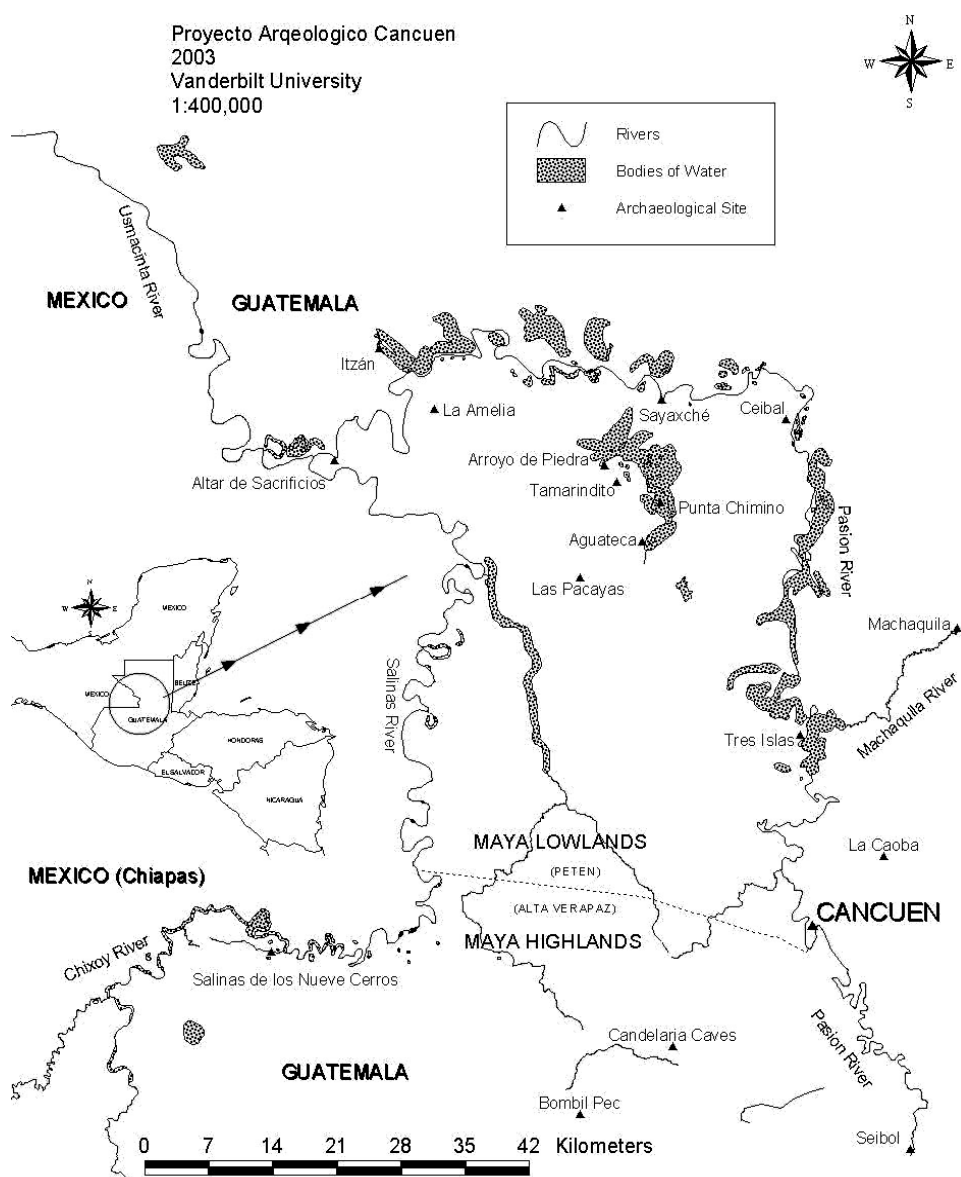 Proyecto Arqeologico Cancuen
2003
Vanderbilt University
1:400,000
N
W E
S
Rivers
Bodies of Water
Archaeological Site
Usmacinta River
MEXICO
GUATEMALA
Itzán
La Amelia
Sayaxché
Ceibal
Arroyo de Piedra
Altar de Sacrificios
Tamarindito
Punta Chimino
Pasion River
Aguateca
Las Pacayas
N
W E
S
MEXICO
Machaquila
Salinas River
MEXICO
BELIZE
GUATEMALA
Machaquila River
Tres Islas
HONDORAS
EL SALVADOR
NICARAGUA
MAYA LOWLANDS
(PETEN)
La Caoba
MEXICO (Chiapas)
(ALTA VERAPAZ)
CANCUEN
MAYA HIGHLANDS
Chixoy River
Salinas de los Nueve Cerros
Pasion River
Candelaria Caves
GUATEMALA
Bombil Pec
Seibol
0 7 14 21 28 35 42 Kilometers